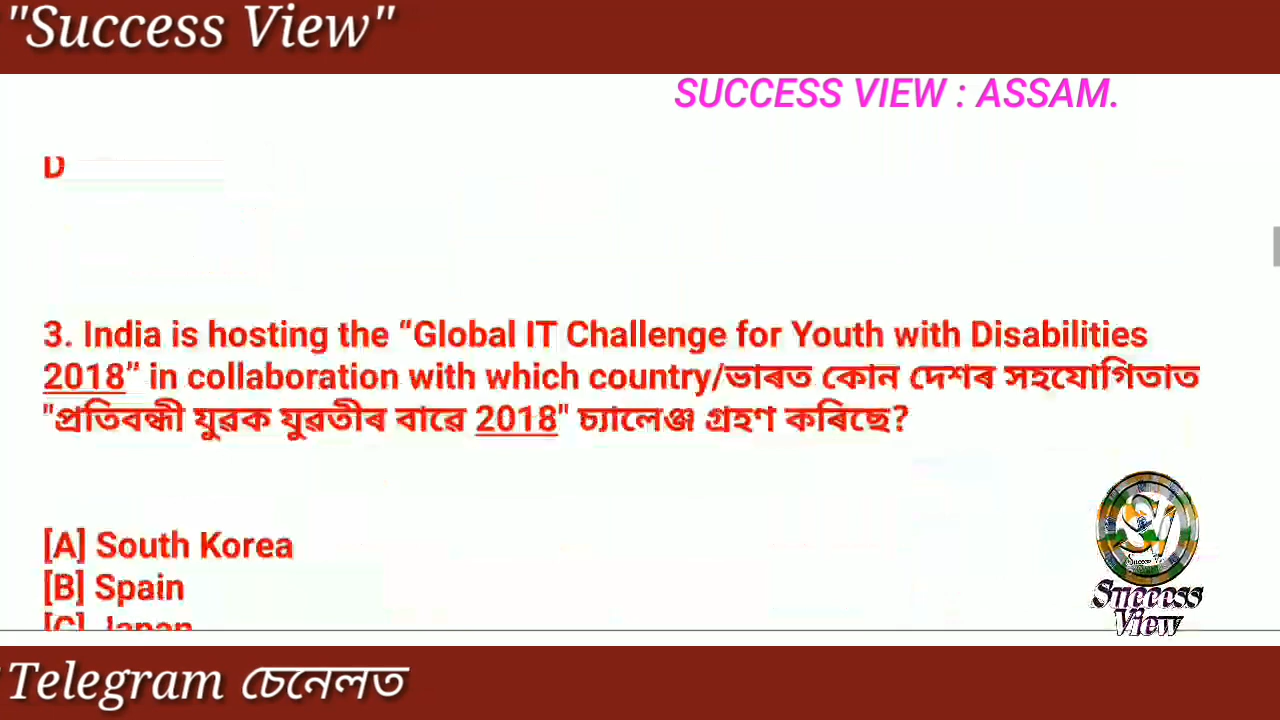 "Success View"
SUCCESS VIEW : ASSAM.
D
3. India is hosting the “Global IT Challenge for Youth with Disabilities
2018” in collaboration with which country/ভাৰত কোন দেশৰ সহযোগিতাত
"প্ৰতিবন্ধী যুৱক যুৱতীৰ বাৱে 2018" চ্যালেঞ্জ গ্ৰহণ কৰিছে?
[A] South Korea
[B] Spain
[C] Japan
Success
View
Telegram চেনেলত